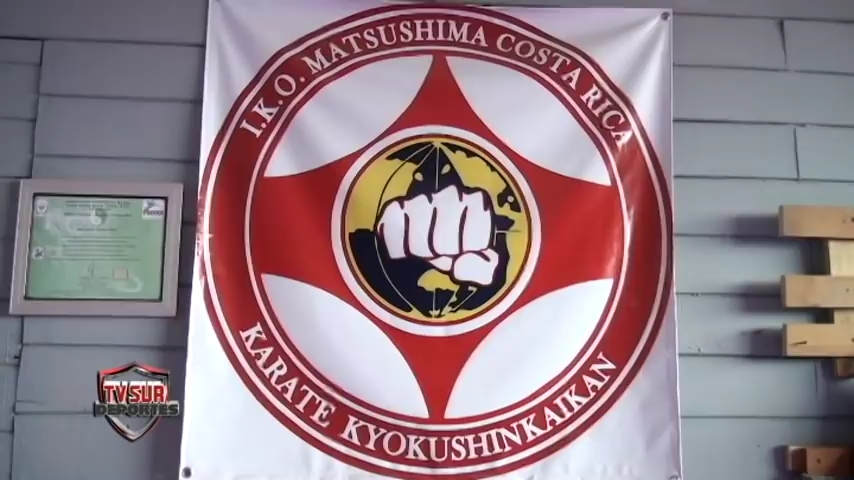 I.K.O. MATSUSHIMA COSTA RICA
KARATE KYOKUSHINKAIKAN
TVSUR
DEPORTES